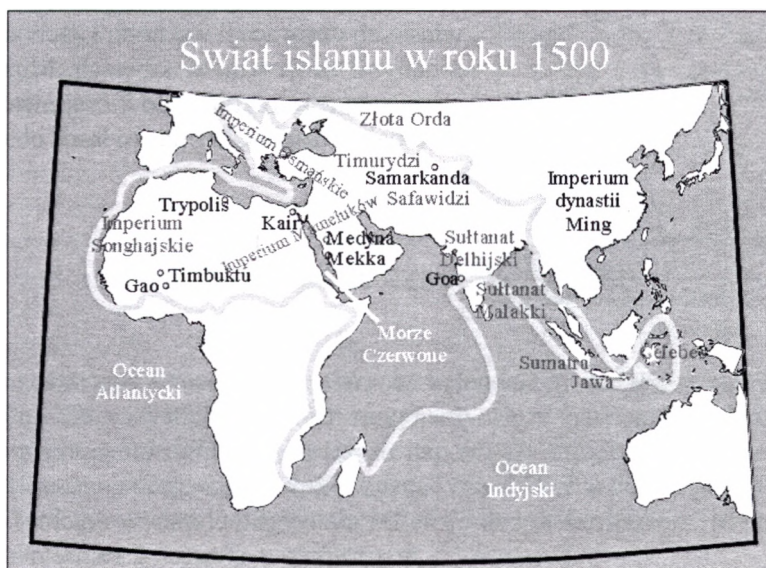 Świat islamu w roku 1500
Złota Orda
Imperium Osmańskie
Timurydzi
Samarkanda
Safawidzi
Imperium
dynastii
Ming
Trypolis
Kair
Imperium Mameluków
Imperium
Songhajskie
Medyna
Mekka
Sułtanat
Delhijski
Timbuktu
Gao
Goa
Sułtanat
Malakki
Morze
Czerwone
Ocean
Atlantycki
Sumatra
Jawa
Celebes
Ocean
Indyjski